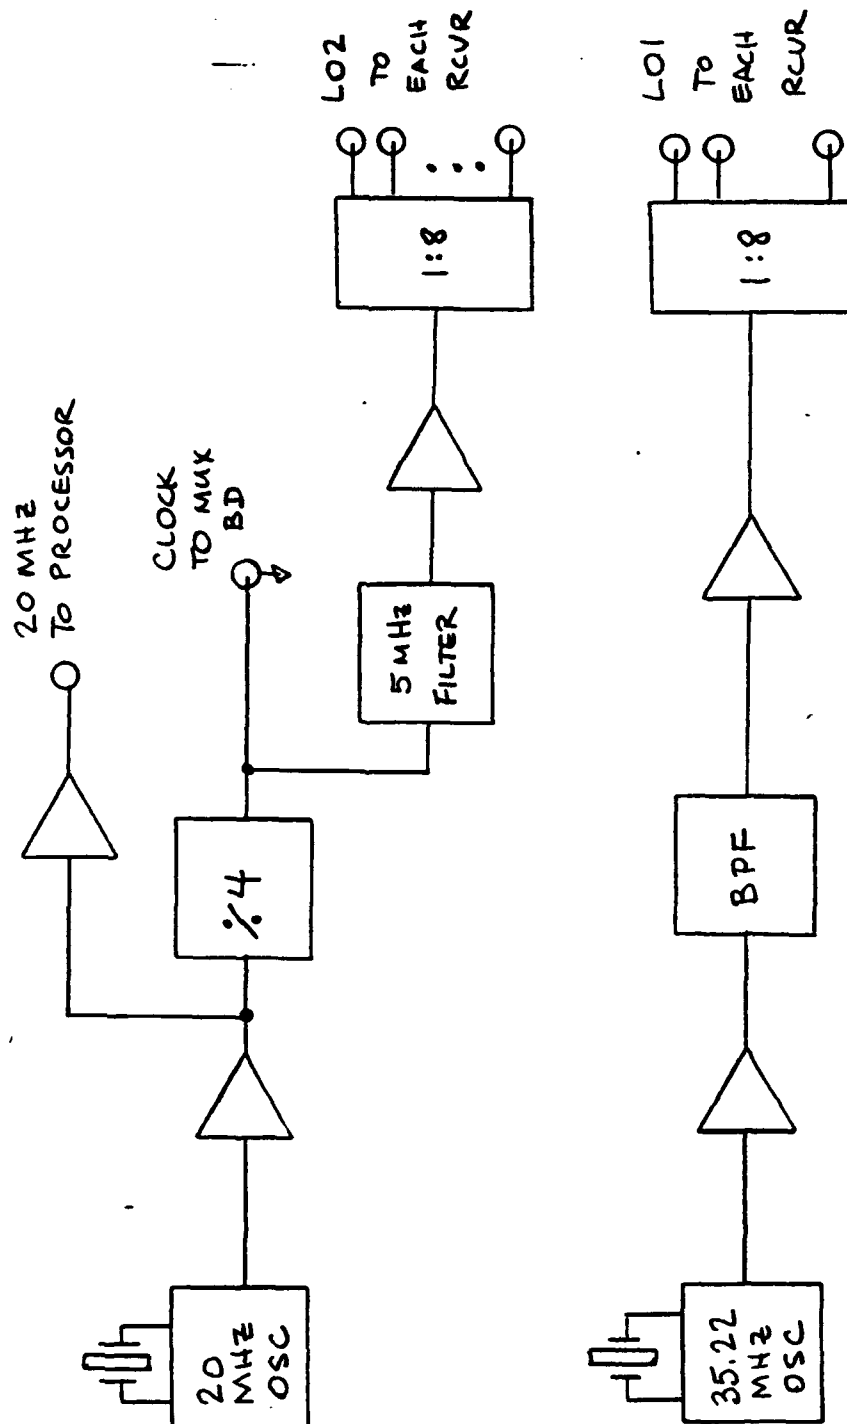 20
MHz
OSC
%4
20 MHz
TO PROCESSOR
CLOCK
TO MUX
BD
5 MHz
FILTER
1:8
LO2
TO
EACH
RCVR
35.22
MHz
OSC
BPF
1:8
LO1
TO
EACH
RCVR